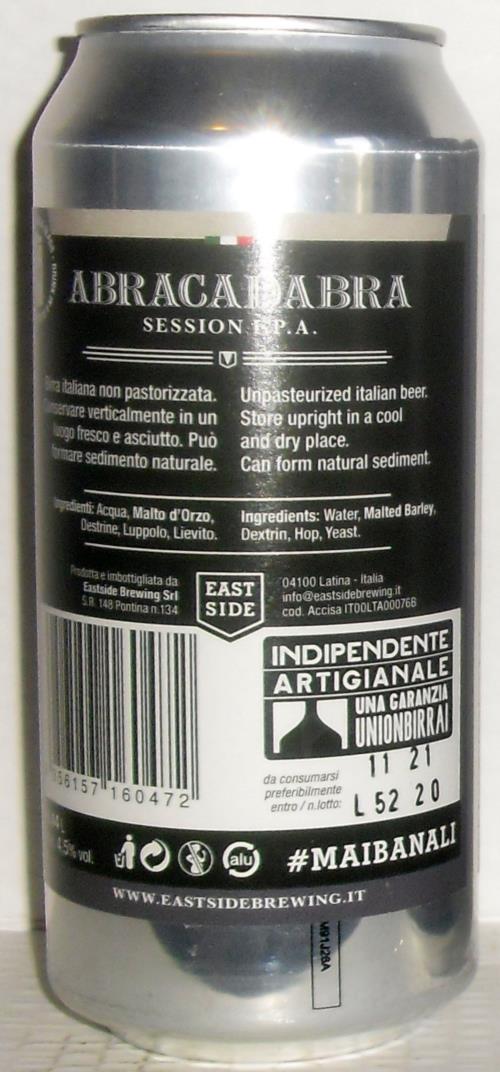 ABRACADABRA
SESSION I.P.A.
italiana non pastorizzata.
verticalmente in un
luogo fresco e asciutto. Può
formare sedimento naturale.
Unpasteurized italian beer.
Store upright in a cool
and dry place.
Can form natural sediment.
Ingredienti: Acqua, Malto d'Orzo,
Destrine, Luppolo, Lievito.
Ingredients: Water, Malted Barley,
Dextrin, Hop, Yeast.
Prodotta e imbottigliata da
Eastside Brewing Srl
S.R. 148 Pontina n.134
EAST
SIDE
04100 Latina - Italia
info@eastsidebrewing.it
cod. Accisa IT00LTA00076B
INDIPENDENTE
ARTIGIANALE
UNA GARANZIA
UNIONBIRRAI
56157 160472
da consumarsi
preferibilmente
entro / n.lotto:
11 21
L 52 20
4.5% vol.
alu
#MAIBANALI
WWW.EASTSIDEBREWING.IT
M91J28A